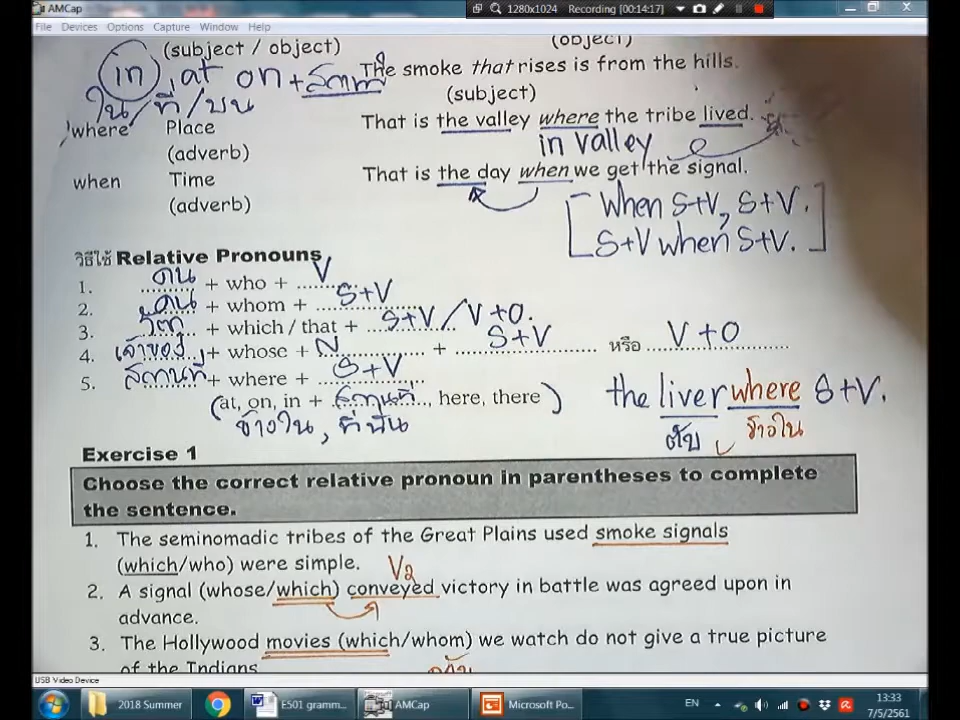 AMCap
1280x1024 Recording [00:14:17]
File Devices Options Capture Window Help
(subject / object) (object)
in, at on + สถานที่ The smoke that rises is from the hills.
ใน/ที่/บน (subject)
where Place That is the valley where the tribe lived.
(adverb) in valley
when Time That is the day when we get the signal.
(adverb)
When S+V, S+V.
S+V when S+V.
วิธีใช้ Relative Pronouns
1. คน + who + V
2. คน + whom + S+V
3. + which / that + S+V / V+O.
4. เจ้าของ + whose + N + S+V หรือ V+O
5. สถานที่ + where + S+V
(at, on, in + สถานที่, here, there)
ข้างใน, ที่นั่น
the liver where S+V.
ตับ ข้างใน
Exercise 1
Choose the correct relative pronoun in parentheses to complete
the sentence.
1. The seminomadic tribes of the Great Plains used smoke signals
(which/who) were simple. V2
2. A signal (whose/which) conveyed victory in battle was agreed upon in
advance.
3. The Hollywood movies (which/whom) we watch do not give a true picture
of the Indians
USB Video Device
2018 Summer E501 gramm... AMCap Microsoft Po... EN 13:33
7/5/2561